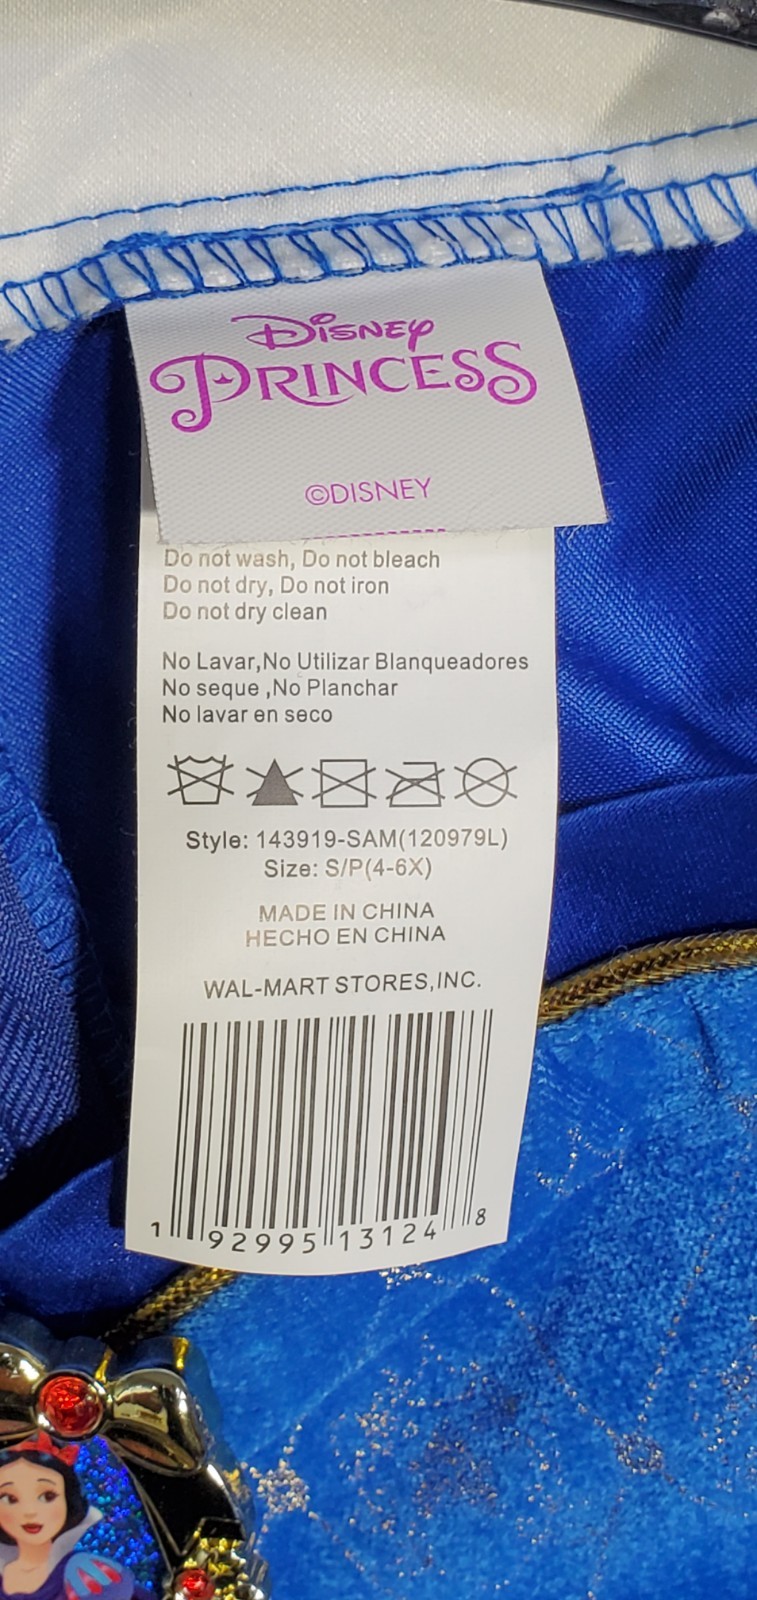 Disney
PRINCESS
©DISNEY
Do not wash, Do not bleach
Do not dry, Do not iron
Do not dry clean
No Lavar,No Utilizar Blanqueadores
No seque ,No Planchar
No lavar en seco
Style: 143919-SAM(120979L)
Size: S/P(4-6X)
MADE IN CHINA
HECHO EN CHINA
WAL-MART STORES,INC.
1 92995 13124 8